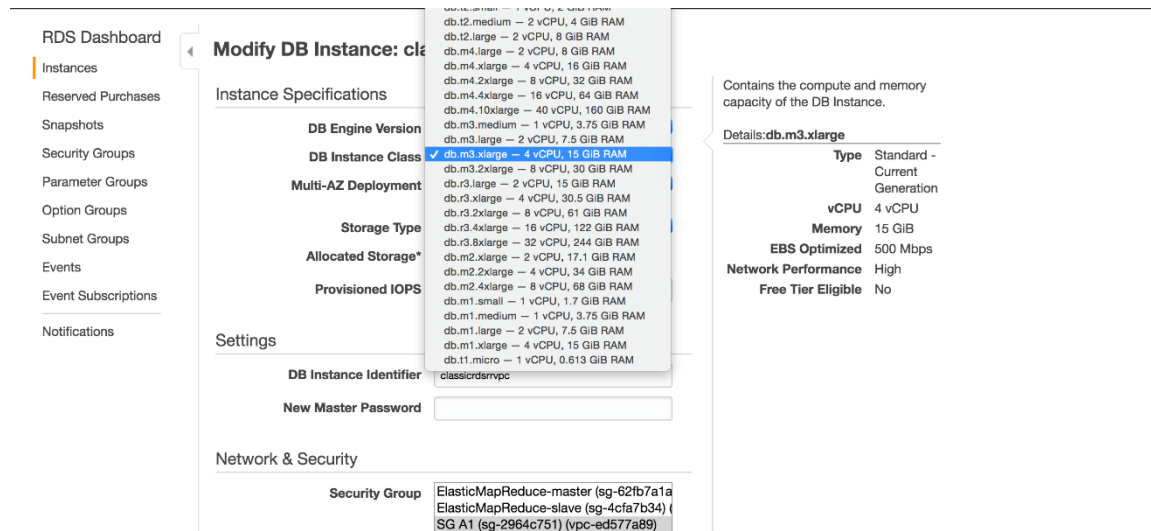 RDS Dashboard
Instances
Reserved Purchases
Snapshots
Security Groups
Parameter Groups
Option Groups
Subnet Groups
Events
Event Subscriptions
Notifications
Modify DB Instance: cla
Instance Specifications
DB Engine Version
DB Instance Class
Multi-AZ Deployment
Storage Type
Allocated Storage*
Provisioned IOPS
db.t2.medium — 2 vCPU, 4 GiB RAM
db.t2.large — 2 vCPU, 8 GiB RAM
db.m4.large — 2 vCPU, 8 GiB RAM
db.m4.xlarge — 4 vCPU, 16 GiB RAM
db.m4.2xlarge — 8 vCPU, 32 GiB RAM
db.m4.4xlarge — 16 vCPU, 64 GiB RAM
db.m4.10xlarge — 40 vCPU, 160 GiB RAM
db.m3.medium — 1 vCPU, 3.75 GiB RAM
db.m3.large — 2 vCPU, 7.5 GiB RAM
✓ db.m3.xlarge — 4 vCPU, 15 GiB RAM
db.m3.2xlarge — 8 vCPU, 30 GiB RAM
db.r3.large — 2 vCPU, 15 GiB RAM
db.r3.xlarge — 4 vCPU, 30.5 GiB RAM
db.r3.2xlarge — 8 vCPU, 61 GiB RAM
db.r3.4xlarge — 16 vCPU, 122 GiB RAM
db.r3.8xlarge — 32 vCPU, 244 GiB RAM
db.m2.xlarge — 2 vCPU, 17.1 GiB RAM
db.m2.2xlarge — 4 vCPU, 34 GiB RAM
db.m2.4xlarge — 8 vCPU, 68 GiB RAM
db.m1.small — 1 vCPU, 1.7 GiB RAM
db.m1.medium — 1 vCPU, 3.75 GiB RAM
db.m1.large — 2 vCPU, 7.5 GiB RAM
db.m1.xlarge — 4 vCPU, 15 GiB RAM
db.t1.micro — 1 vCPU, 0.613 GiB RAM
Settings
DB Instance Identifier classicrdsrrvpc
New Master Password
Network & Security
Security Group ElasticMapReduce-master (sg-62fb7a1a
ElasticMapReduce-slave (sg-4cfa7b34) (
SG A1 (sg-2964c751) (vpc-ed577a89)
Contains the compute and memory
capacity of the DB Instance.
Details:db.m3.xlarge
Type Standard -
Current
Generation
vCPU 4 vCPU
Memory 15 GiB
EBS Optimized 500 Mbps
Network Performance High
Free Tier Eligible No